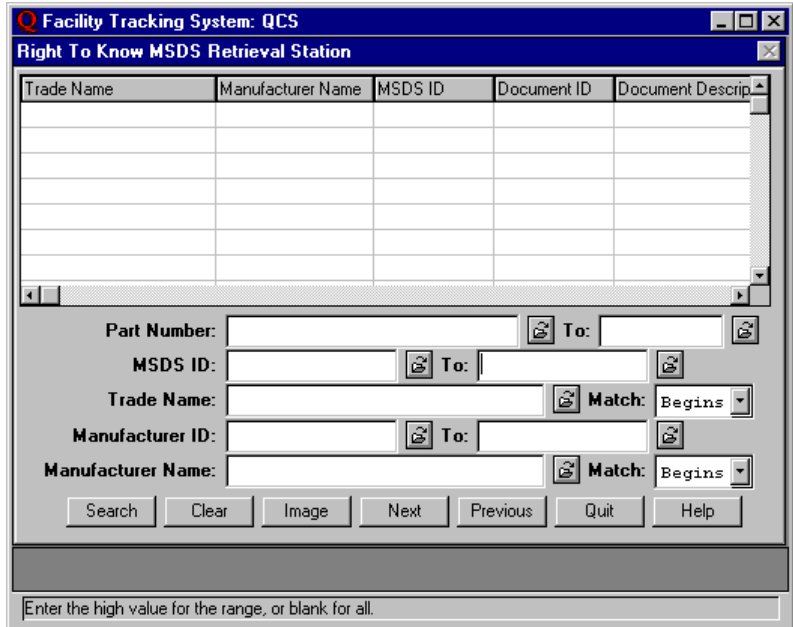 Q Facility Tracking System: QCS
Right To Know MSDS Retrieval Station
Trade Name Manufacturer Name MSDS ID Document ID Document Descrip
Part Number: To:
MSDS ID: To:
Trade Name: Match: Begins
Manufacturer ID: To:
Manufacturer Name: Match: Begins
Search Clear Image Next Previous Quit Help
Enter the high value for the range, or blank for all.